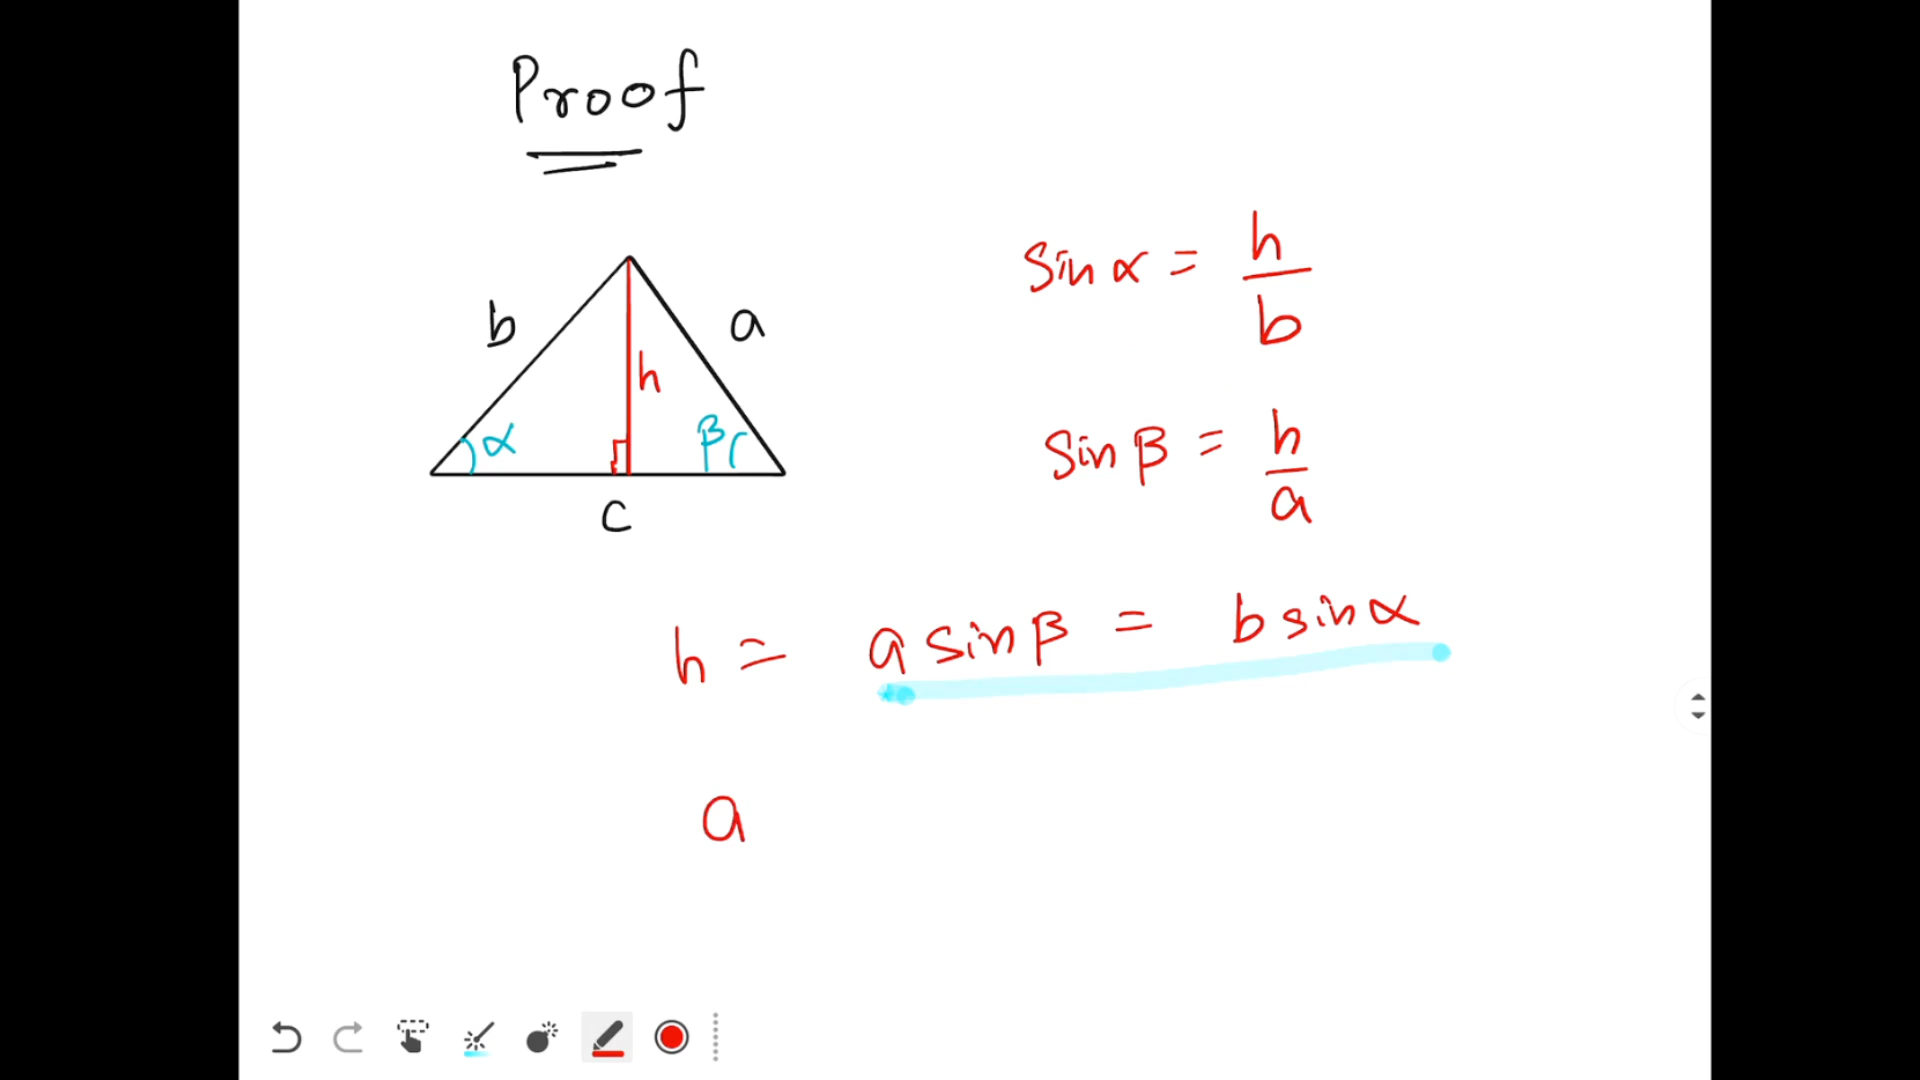 Proof
b
a
h
α
β
c
sin α = h/b
sin β = h/a
h = a sin β = b sin α
a